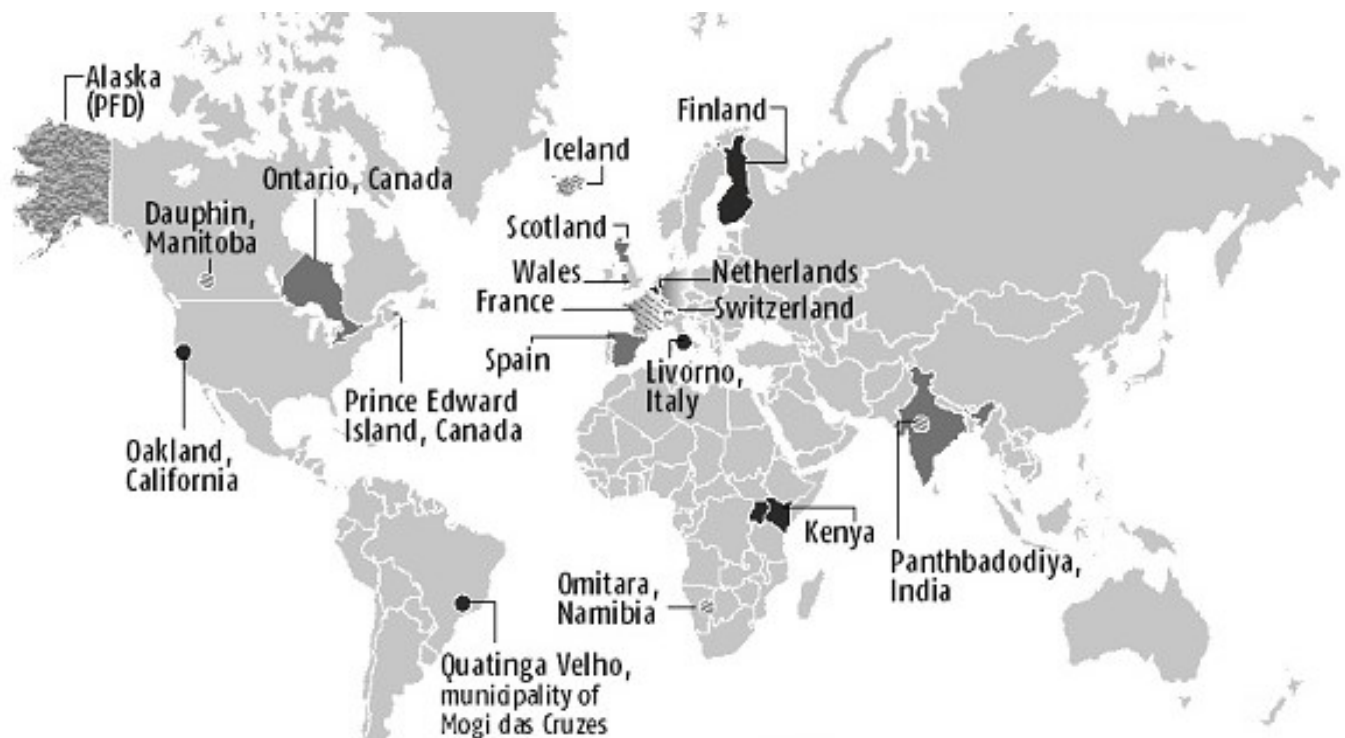 Alaska
(PFD)
Finland
Iceland
Ontario, Canada
Dauphin,
Manitoba
Scotland
Wales
Netherlands
France
Switzerland
Spain
Livorno,
Italy
Prince Edward
Island, Canada
Oakland,
California
Kenya
Panthbadodiya,
India
Omitara,
Namibia
Quatinga Velho,
municipality of
Mogi das Cruzes